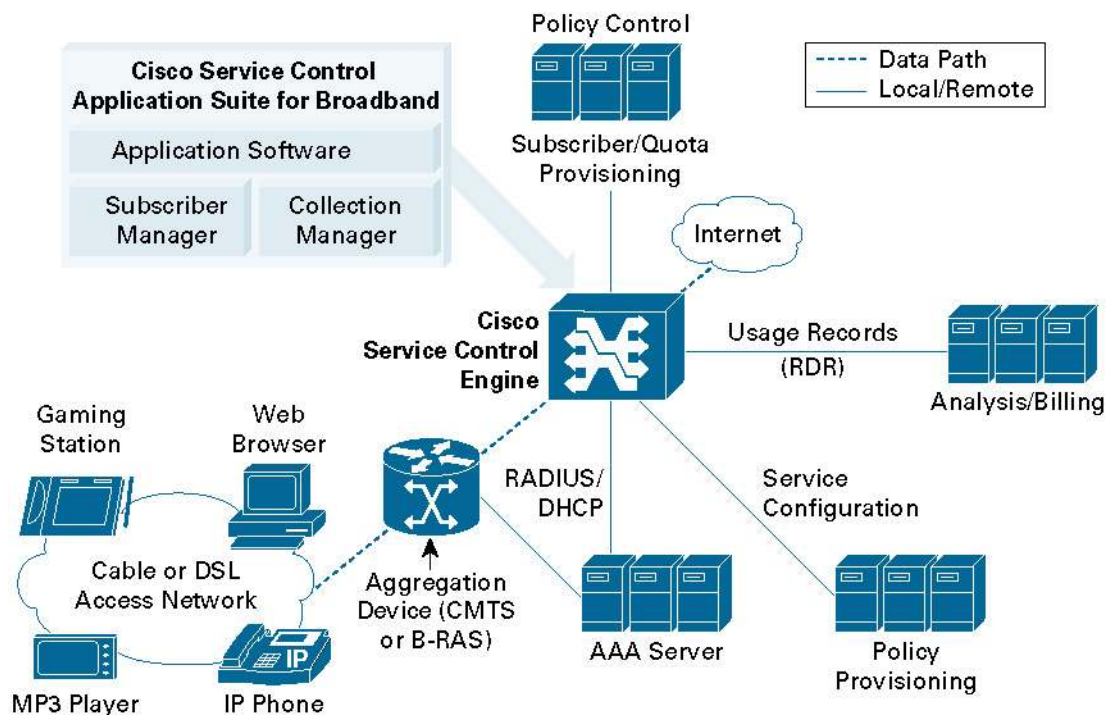 Policy Control
Cisco Service Control
Application Suite for Broadband
Application Software
Subscriber
Manager
Collection
Manager
Data Path
Local/Remote
Subscriber/Quota
Provisioning
Internet
Cisco
Service Control
Engine
Usage Records
(RDR)
Analysis/Billing
Gaming
Station
Web
Browser
RADIUS/
DHCP
Service
Configuration
Cable or DSL
Access Network
Aggregation
Device (CMTS
or B-RAS)
AAA Server
Policy
Provisioning
MP3 Player
IP
IP Phone